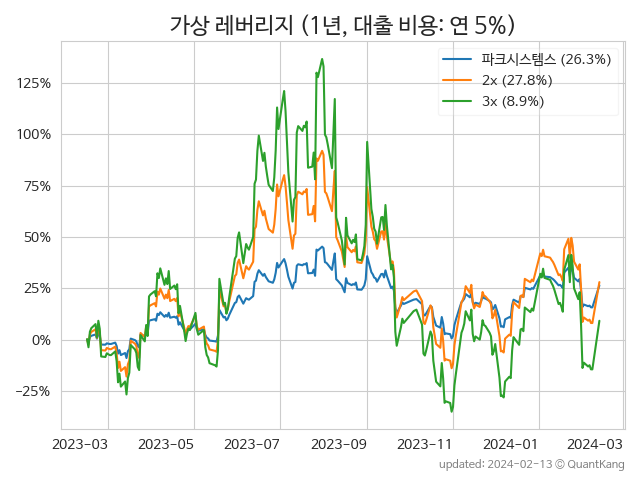 가상 레버리지 (1년, 대출 비용: 연 5%)
파크시스템스 (26.3%)
2x (27.8%)
3x (8.9%)
125%
100%
75%
50%
25%
0%
−25%
2023-03 2023-05 2023-07 2023-09 2023-11 2024-01 2024-03
updated: 2024-02-13 © QuantKang